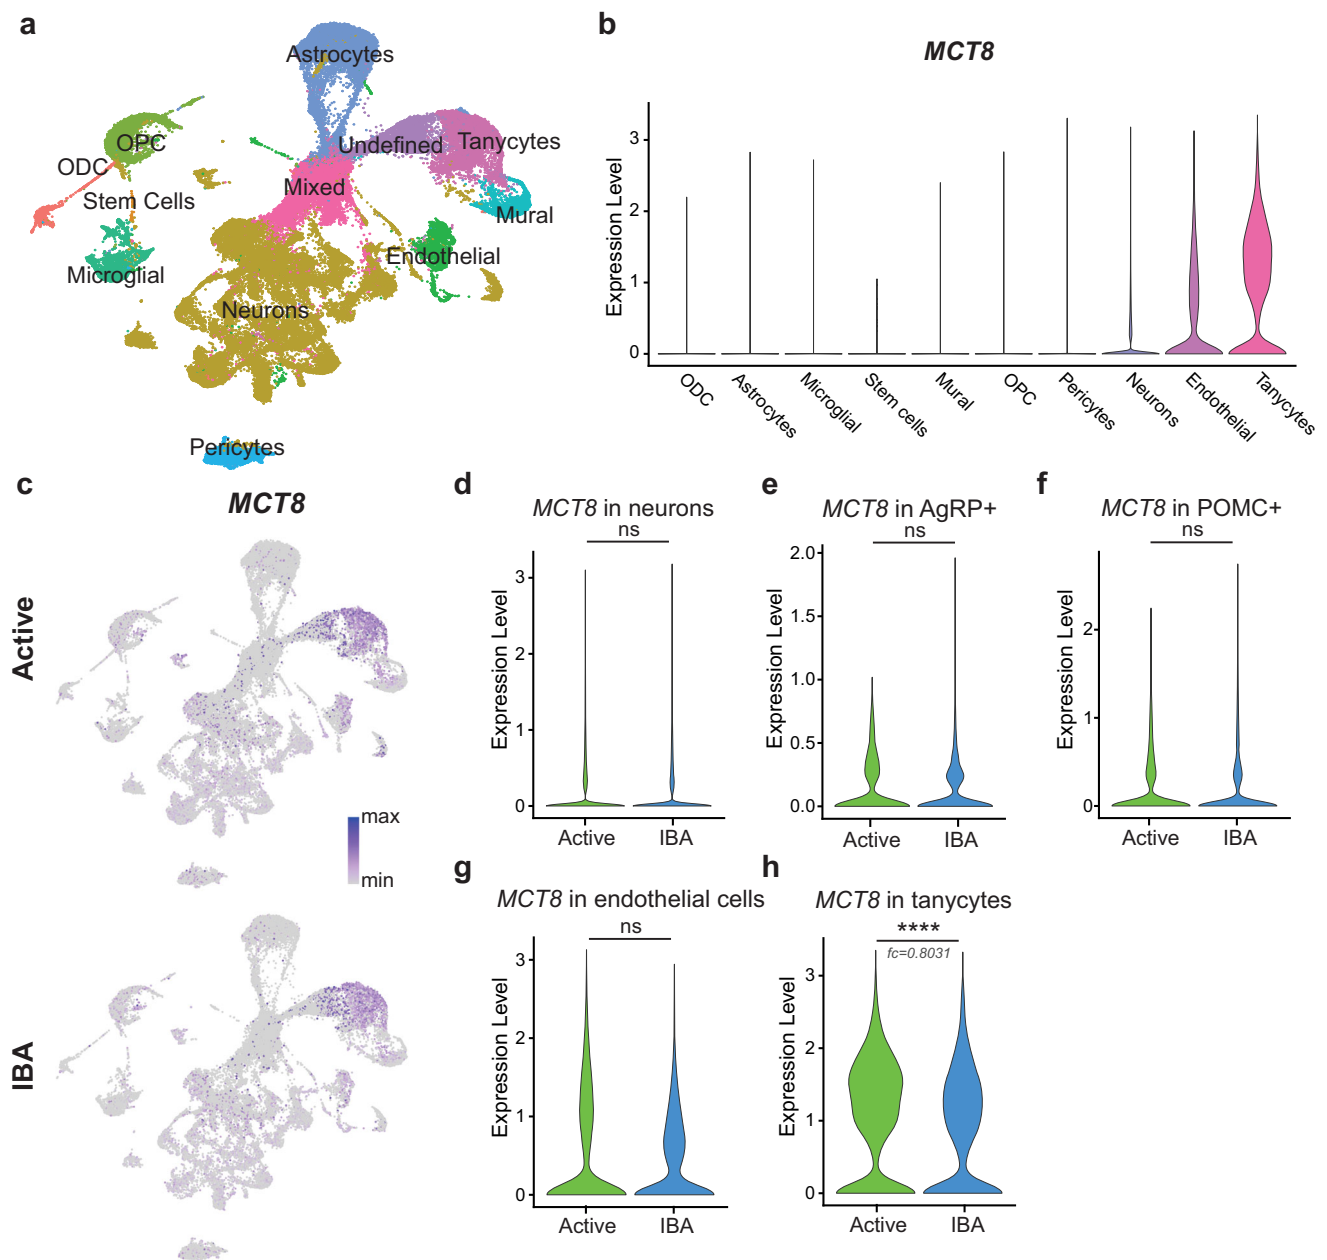 a
Astrocytes
OPC
ODC
Undefined
Tanycytes
Mixed
Stem Cells
Mural
Endothelial
Microglial
Neurons
Pericytes
b
MCT8
Expression Level
3
2
1
0
ODC
Astrocytes
Microglial
Stem cells
Mural
OPC
Pericytes
Neurons
Endothelial
Tanycytes
c
MCT8
Active
max
min
IBA
d
MCT8 in neurons
ns
Expression Level
3
2
1
0
Active IBA
e
MCT8 in AgRP+
ns
Expression Level
2.0
1.5
1.0
0.5
0.0
Active IBA
f
MCT8 in POMC+
ns
Expression Level
2
1
0
Active IBA
g
MCT8 in endothelial cells
ns
Expression Level
3
2
1
0
Active IBA
h
MCT8 in tanycytes
****
fc=0.8031
Expression Level
3
2
1
0
Active IBA